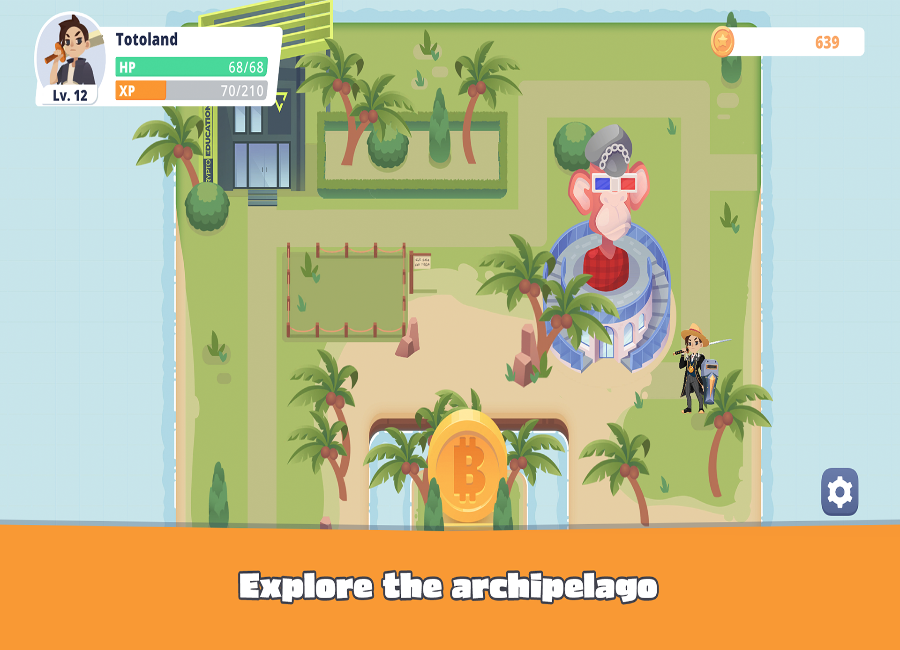 Totoland
HP 68/68
XP 70/210
Lv. 12
639
EDUCATION
Explore the archipelago